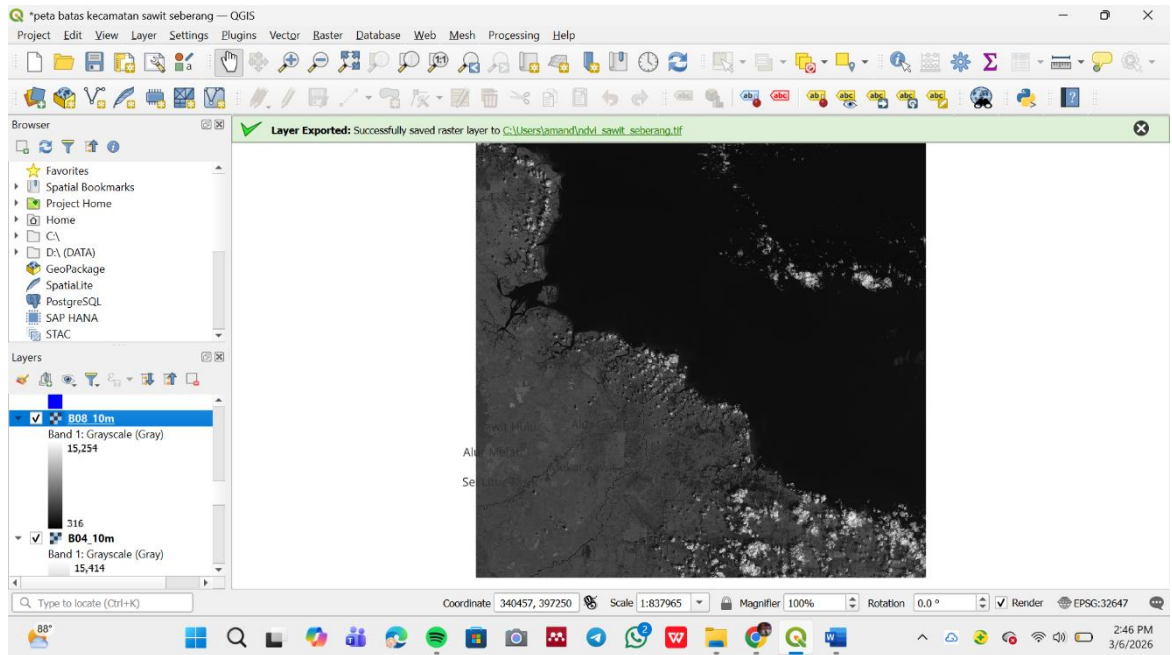 *peta batas kecamatan sawit seberang — QGIS
Project Edit View Layer Settings Plugins Vector Raster Database Web Mesh Processing Help
Browser
Layer Exported: Successfully saved raster layer to C:\Users\amand\ndvi_sawit_seberang.tif
Favorites
Spatial Bookmarks
Project Home
Home
C:\
D:\ (DATA)
GeoPackage
SpatiaLite
PostgreSQL
SAP HANA
STAC
Layers
B08_10m
Band 1: Grayscale (Gray)
15,254
316
B04_10m
Band 1: Grayscale (Gray)
15,414
Type to locate (Ctrl+K)
Coordinate 340457, 397250 Scale 1:837965 Magnifier 100% Rotation 0.0 ° Render EPSG:32647
88°
2:46 PM
3/6/2026